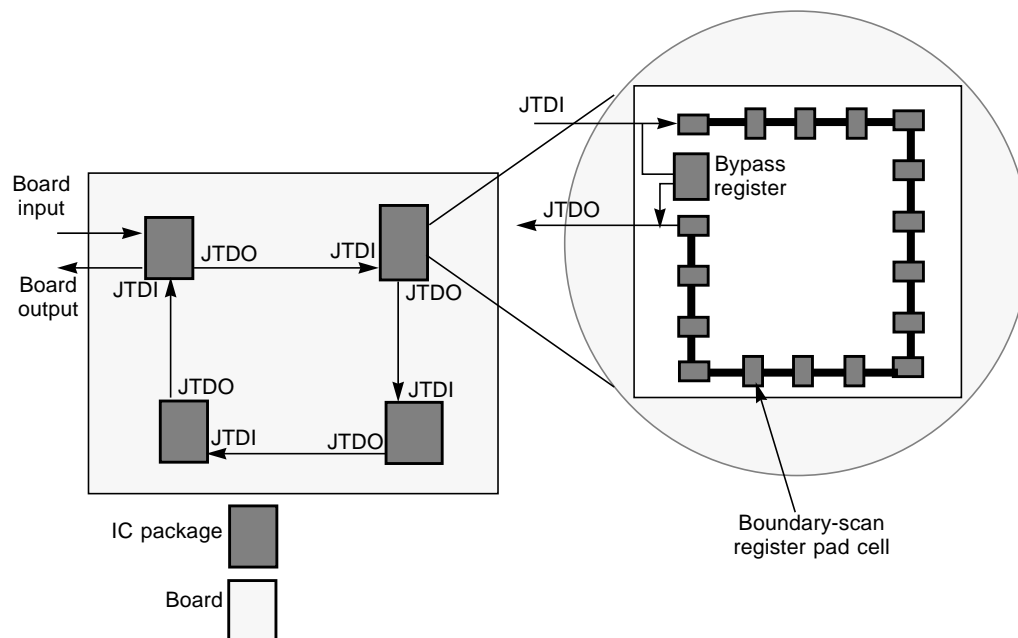 JTDI
Bypass
register
JTDO
Board
input
JTDO
JTDI
Board
output
JTDI
JTDO
JTDO
JTDI
JTDI
JTDO
Boundary-scan
register pad cell
IC package
Board